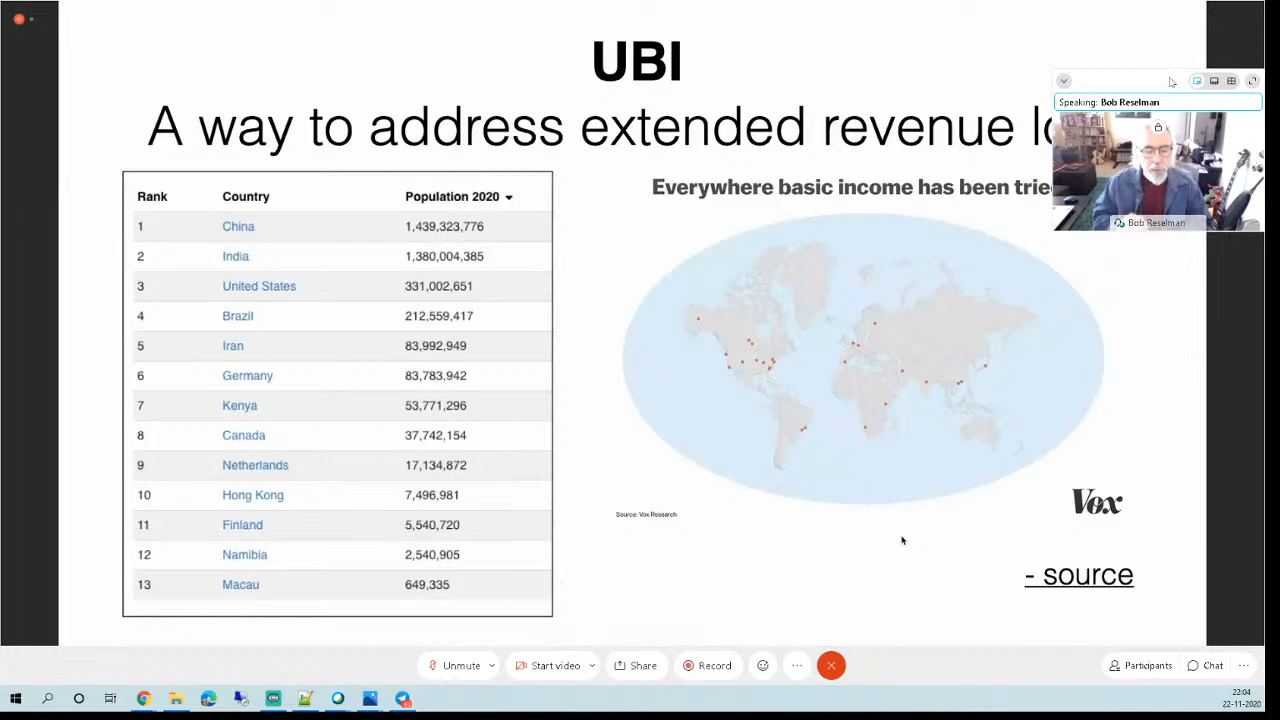 UBI
A way to address extended revenue lo
Speaking: Bob Reselman
Bob Reselman
Rank Country Population 2020
1 China 1,439,323,776
2 India 1,380,004,385
3 United States 331,002,651
4 Brazil 212,559,417
5 Iran 83,992,949
6 Germany 83,783,942
7 Kenya 53,771,296
8 Canada 37,742,154
9 Netherlands 17,134,872
10 Hong Kong 7,496,981
11 Finland 5,540,720
12 Namibia 2,540,905
13 Macau 649,335
Everywhere basic income has been trie
Source: Vox Research
Vox
- source
Unmute Start video Share Record Participants Chat
22:04
22-11-2020